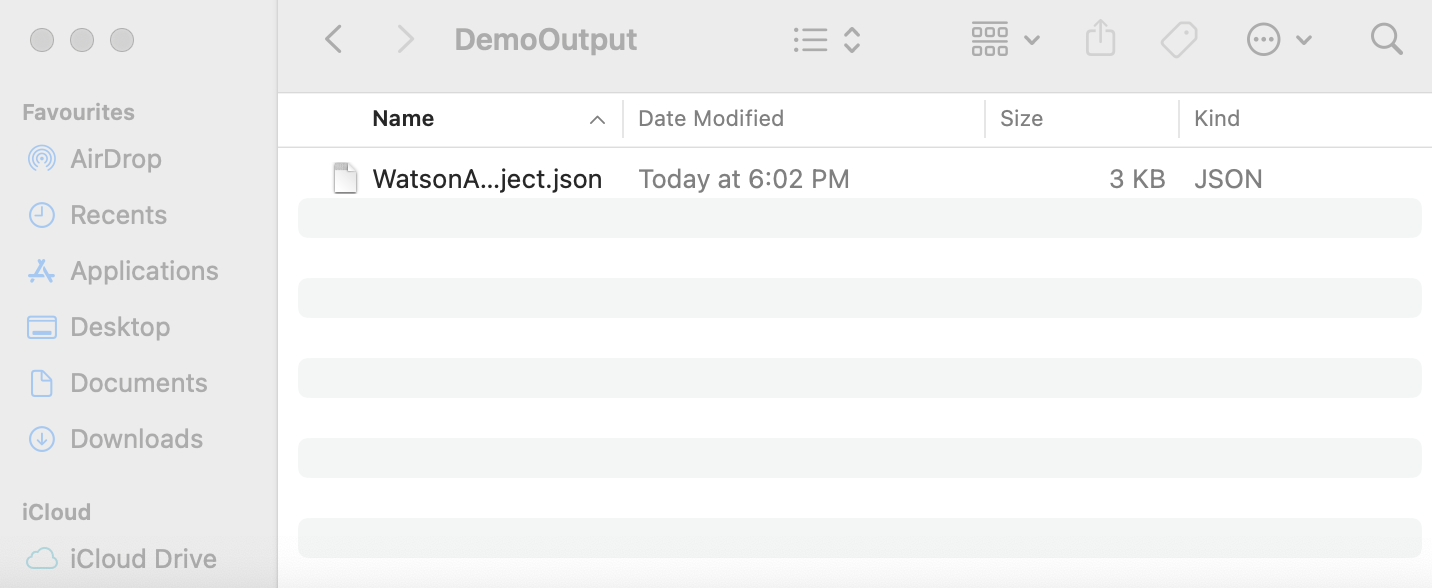 DemoOutput
Favourites
AirDrop
Recents
Applications
Desktop
Documents
Downloads
iCloud
iCloud Drive
Name Date Modified Size Kind
WatsonA...ject.json Today at 6:02 PM 3 KB JSON